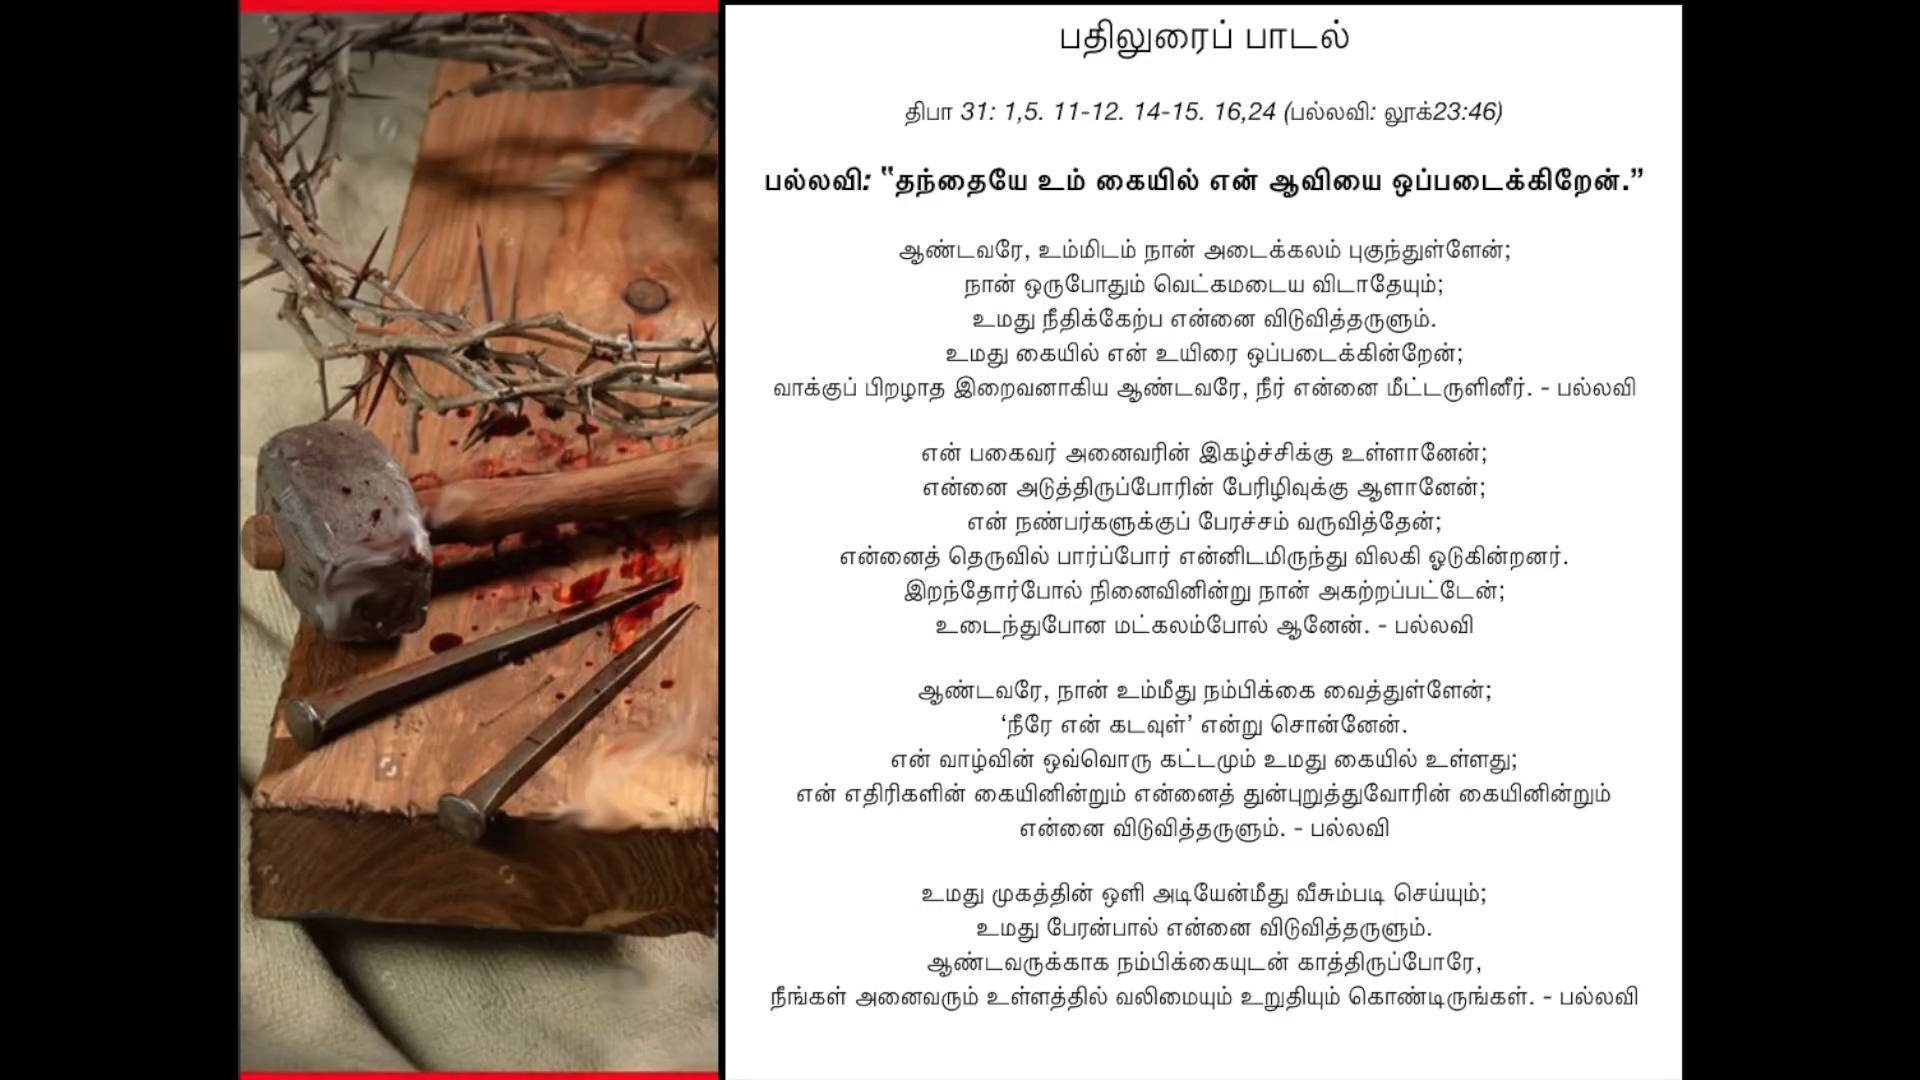 பதிலுரைப் பாடல்
திபா 31: 1,5. 11-12. 14-15. 16,24 (பல்லவி: லூக்23:46)
பல்லவி: “தந்தையே உம் கையில் என் ஆவியை ஒப்படைக்கிறேன்.”
ஆண்டவரே, உம்மிடம் நான் அடைக்கலம் புகுந்துள்ளேன்;
நான் ஒருபோதும் வெட்கமடைய விடாதேயும்;
உமது நீதிக்கேற்ப என்னை விடுவித்தருளும்.
உமது கையில் என் உயிரை ஒப்படைக்கின்றேன்;
வாக்குப் பிறழாத இறைவனாகிய ஆண்டவரே, நீர் என்னை மீட்டருளினீர். - பல்லவி
என் பகைவர் அனைவரின் இகழ்ச்சிக்கு உள்ளானேன்;
என்னை அடுத்திருப்போரின் பேரிழிவுக்கு ஆளானேன்;
என் நண்பர்களுக்குப் பேரச்சம் வருவித்தேன்;
என்னைத் தெருவில் பார்ப்போர் என்னிடமிருந்து விலகி ஓடுகின்றனர்.
இறந்தோர்போல் நினைவினின்று நான் அகற்றப்பட்டேன்;
உடைந்துபோன மட்கலம்போல் ஆனேன். - பல்லவி
ஆண்டவரே, நான் உம்மீது நம்பிக்கை வைத்துள்ளேன்;
‘நீரே என் கடவுள்’ என்று சொன்னேன்.
என் வாழ்வின் ஒவ்வொரு கட்டமும் உமது கையில் உள்ளது;
என் எதிரிகளின் கையினின்றும் என்னைத் துன்புறுத்துவோரின் கையினின்றும்
என்னை விடுவித்தருளும். - பல்லவி
உமது முகத்தின் ஒளி அடியேன்மீது வீசும்படி செய்யும்;
உமது பேரன்பால் என்னை விடுவித்தருளும்.
ஆண்டவருக்காக நம்பிக்கையுடன் காத்திருப்போரே,
நீங்கள் அனைவரும் உள்ளத்தில் வலிமையும் உறுதியும் கொண்டிருங்கள். - பல்லவி